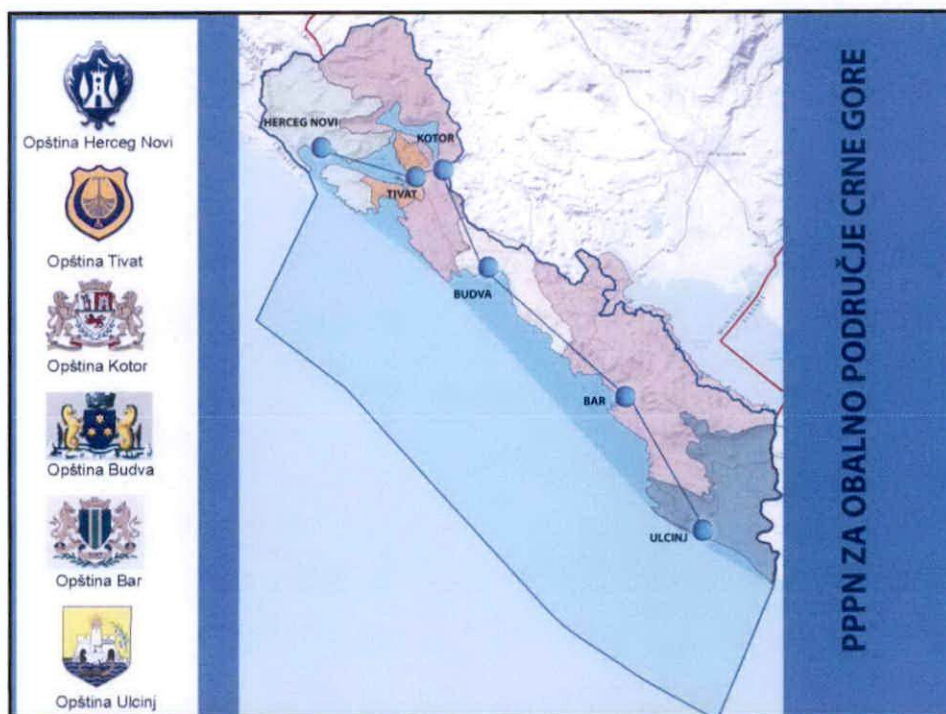 Opština Herceg Novi
Opština Tivat
Opština Kotor
Opština Budva
Opština Bar
Opština Ulcinj
HERCEG NOVI
KOTOR
TIVAT
BUDVA
BAR
ULCINJ
PPPN ZA OBALNO PODRUČJE CRNE GORE